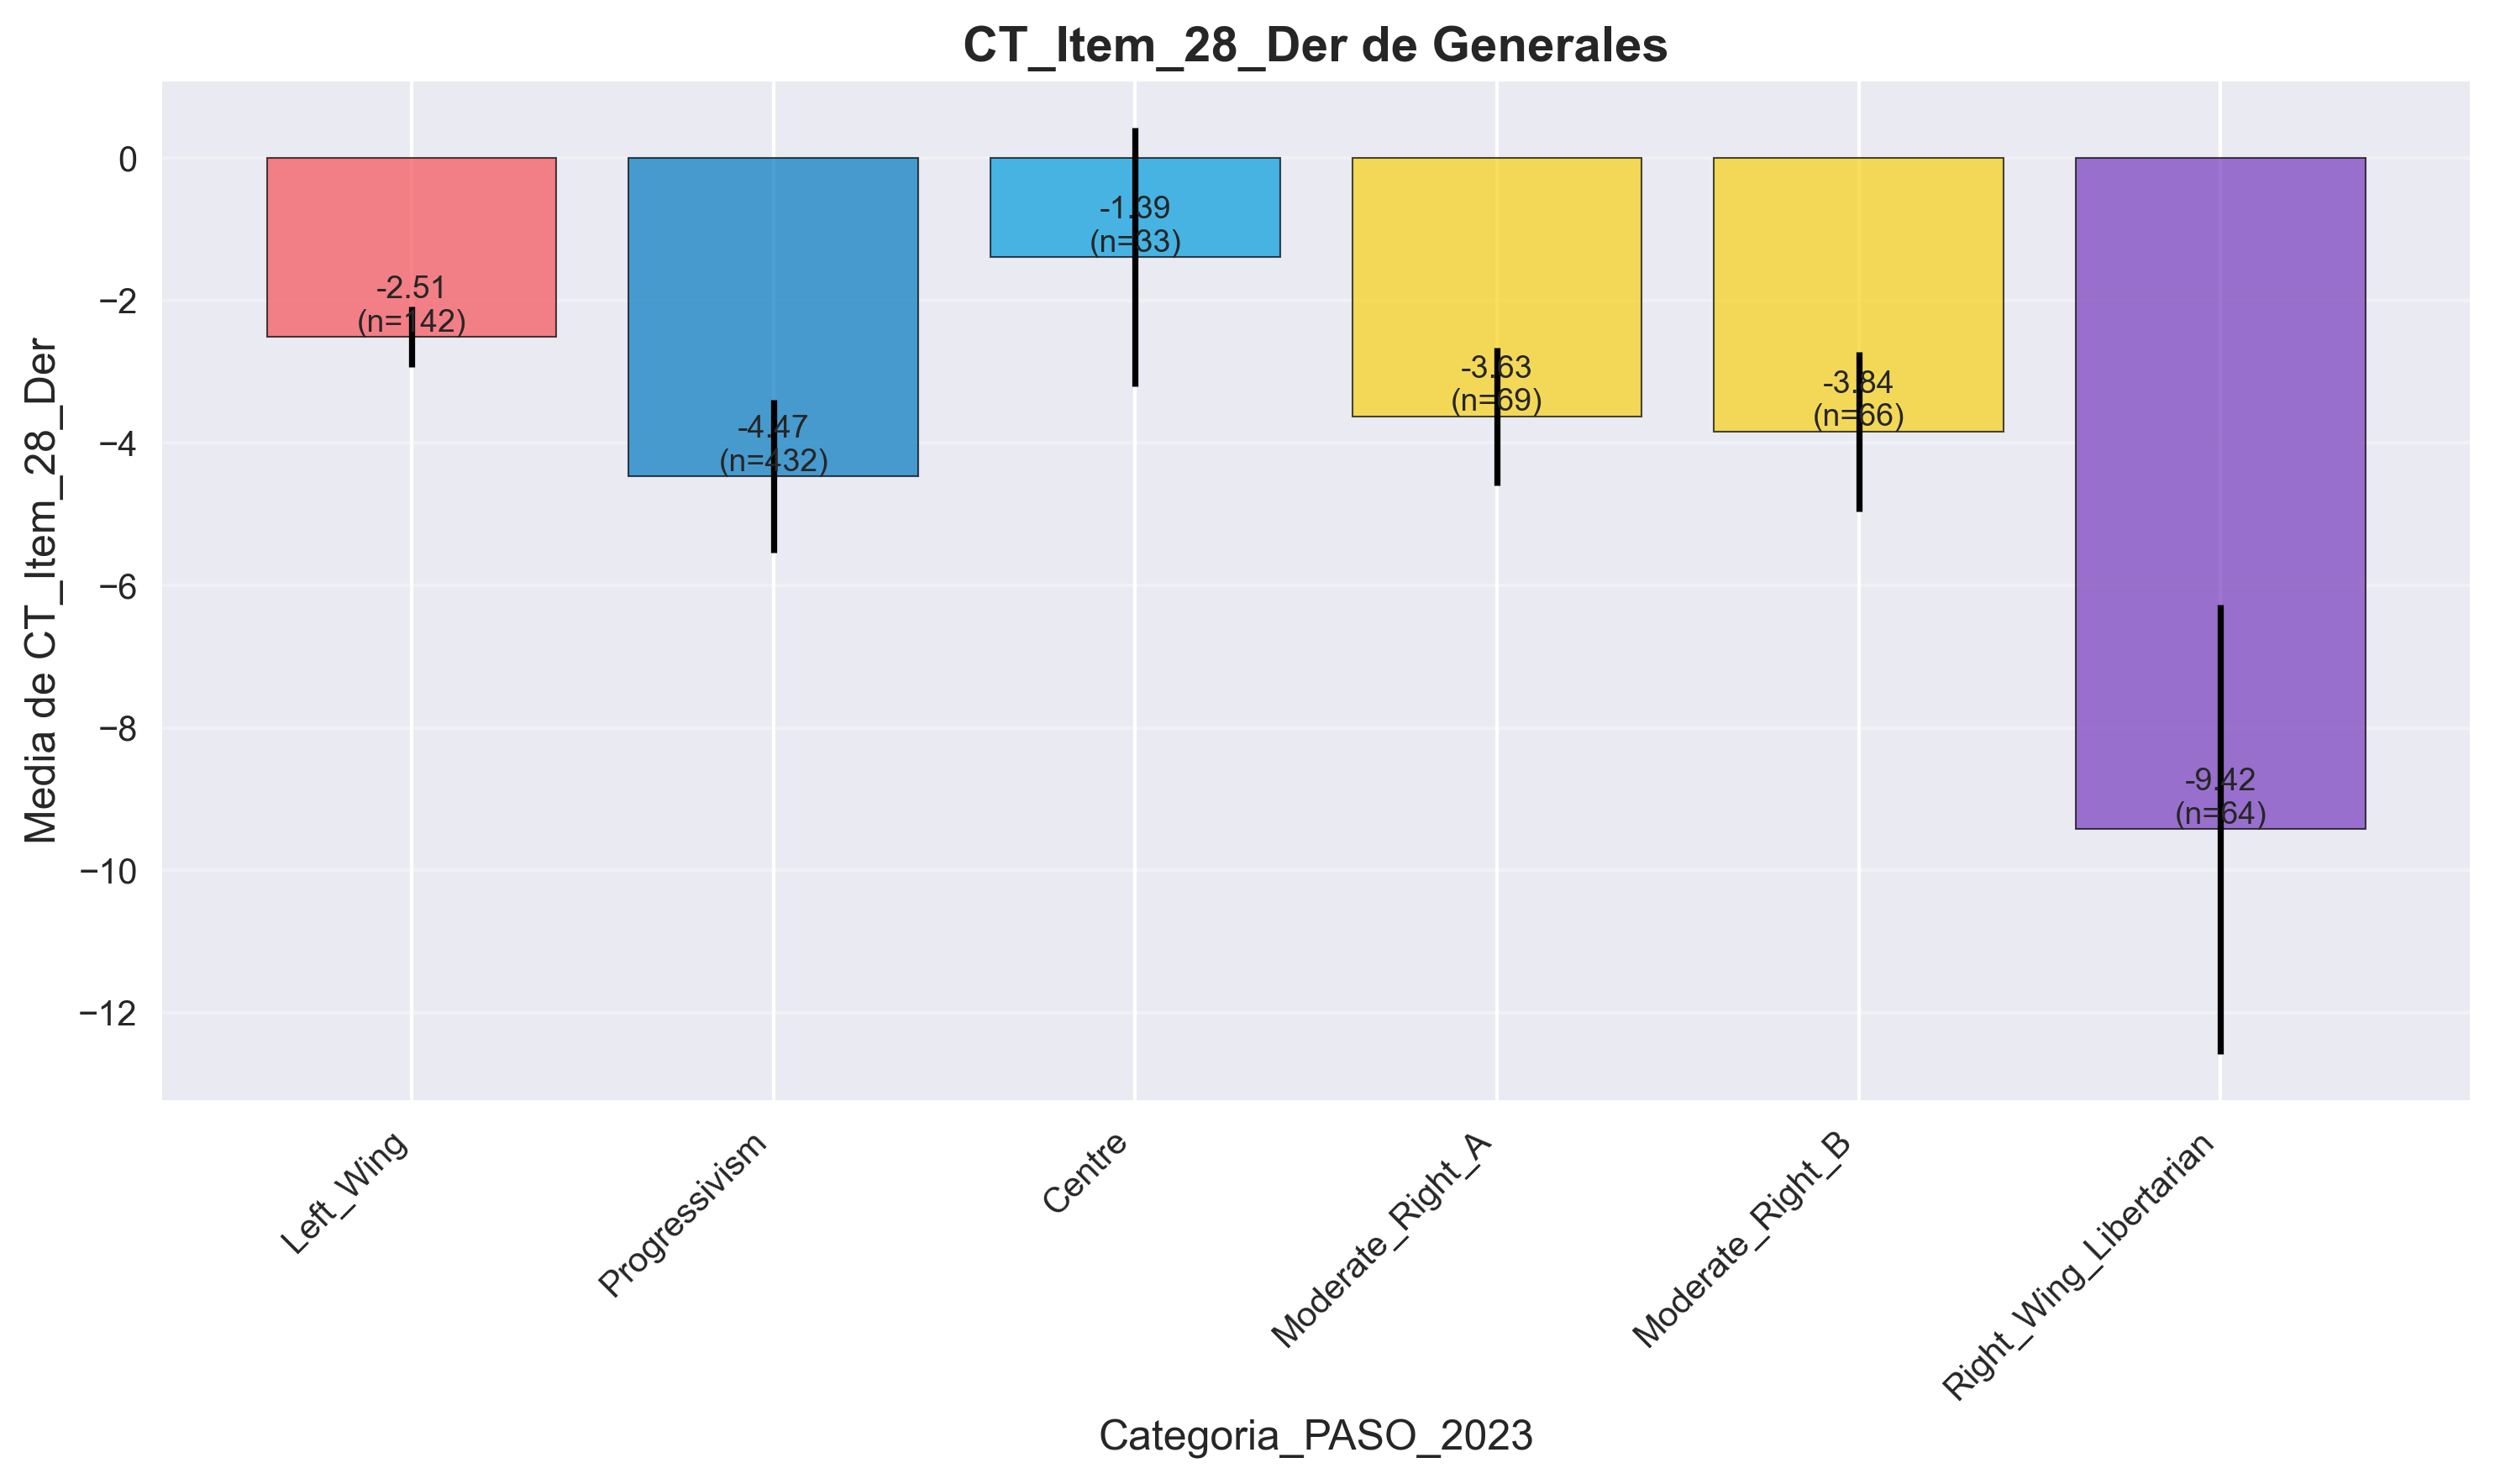 CT_Item_28_Der de Generales
Media de CT_Item_28_Der
0
−2
−4
−6
−8
−10
−12
-2.51
(n=142)
-4.47
(n=432)
-1.39
(n=33)
-3.63
(n=69)
-3.84
(n=66)
-9.42
(n=64)
Left_Wing
Progressivism
Centre
Moderate_Right_A
Moderate_Right_B
Right_Wing_Libertarian
Categoria_PASO_2023